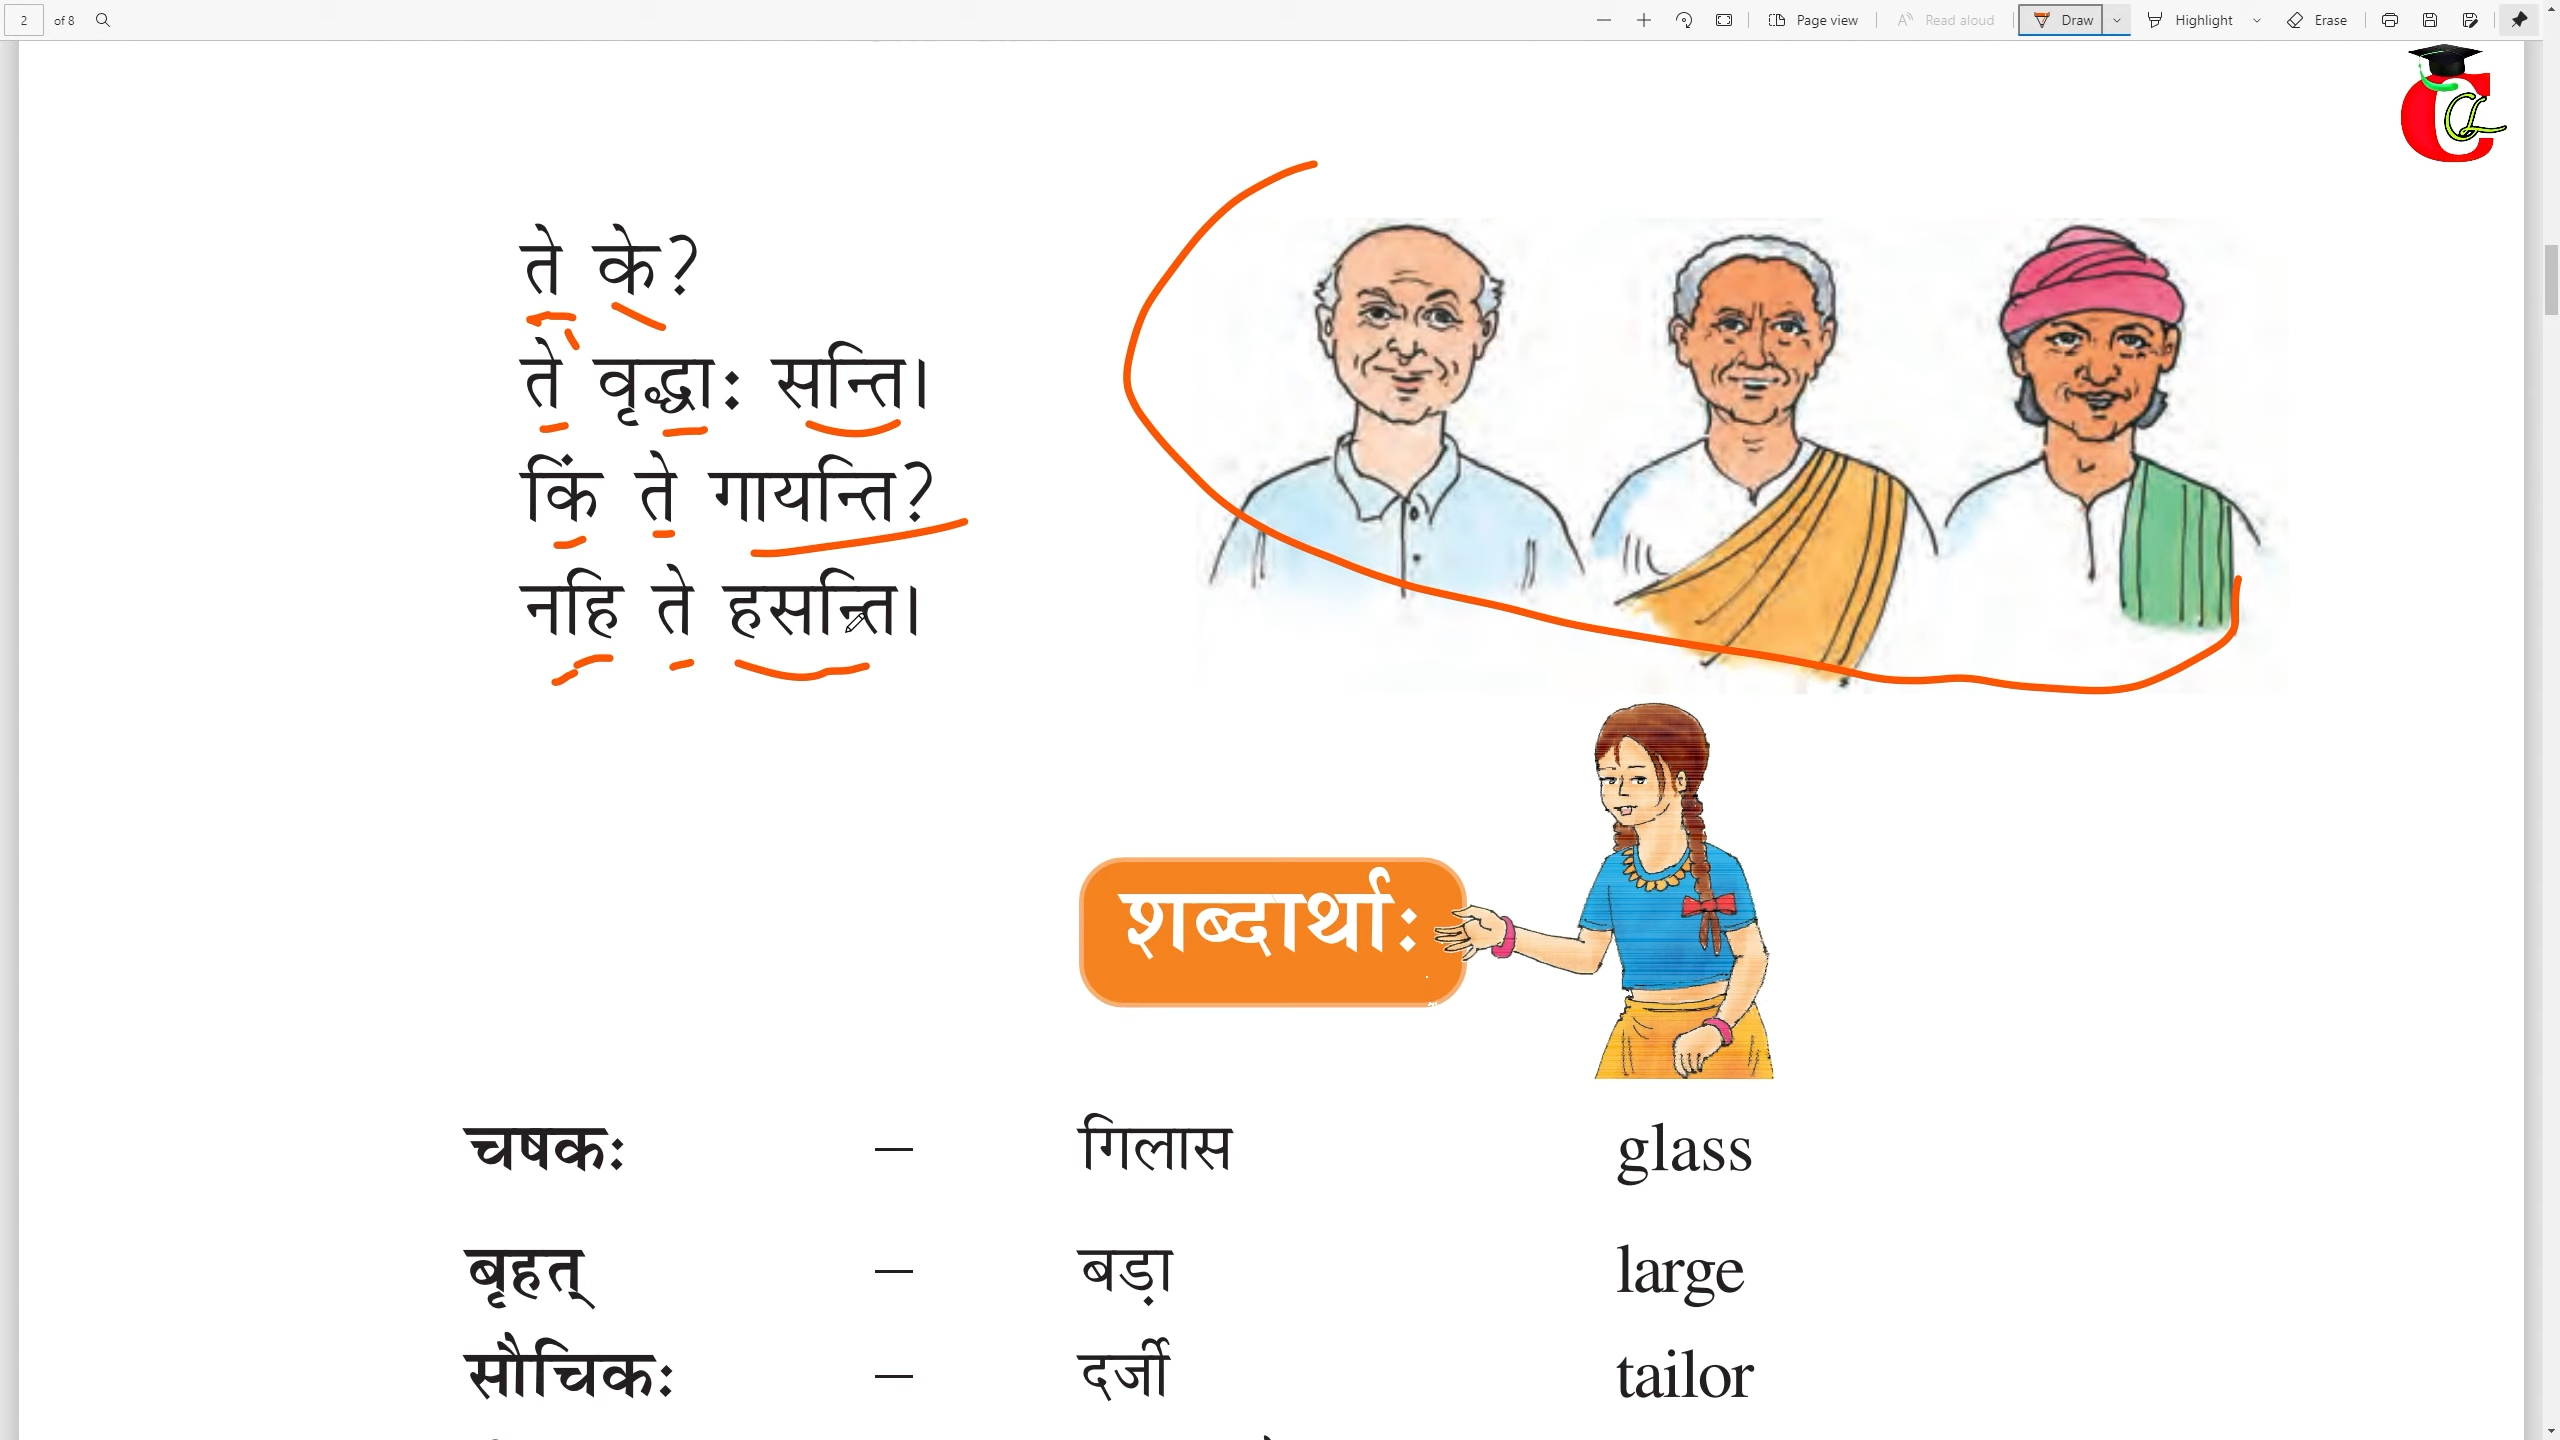 2 of 8 Page view Read aloud Draw Highlight Erase
ते के?
ते वृद्धाः सन्ति।
किं ते गायन्ति?
नहि ते हसन्ति।
शब्दार्थाः
चषकः — गिलास glass
बृहत् — बड़ा large
सौचिकः — दर्जी tailor